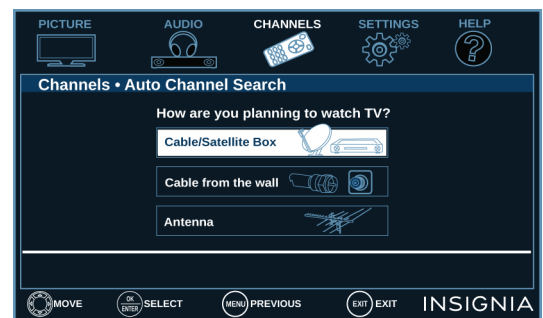 PICTURE AUDIO CHANNELS SETTINGS HELP
Channels • Auto Channel Search
How are you planning to watch TV?
Cable/Satellite Box
Cable from the wall
Antenna
MOVE OK ENTER SELECT MENU PREVIOUS EXIT EXIT INSIGNIA